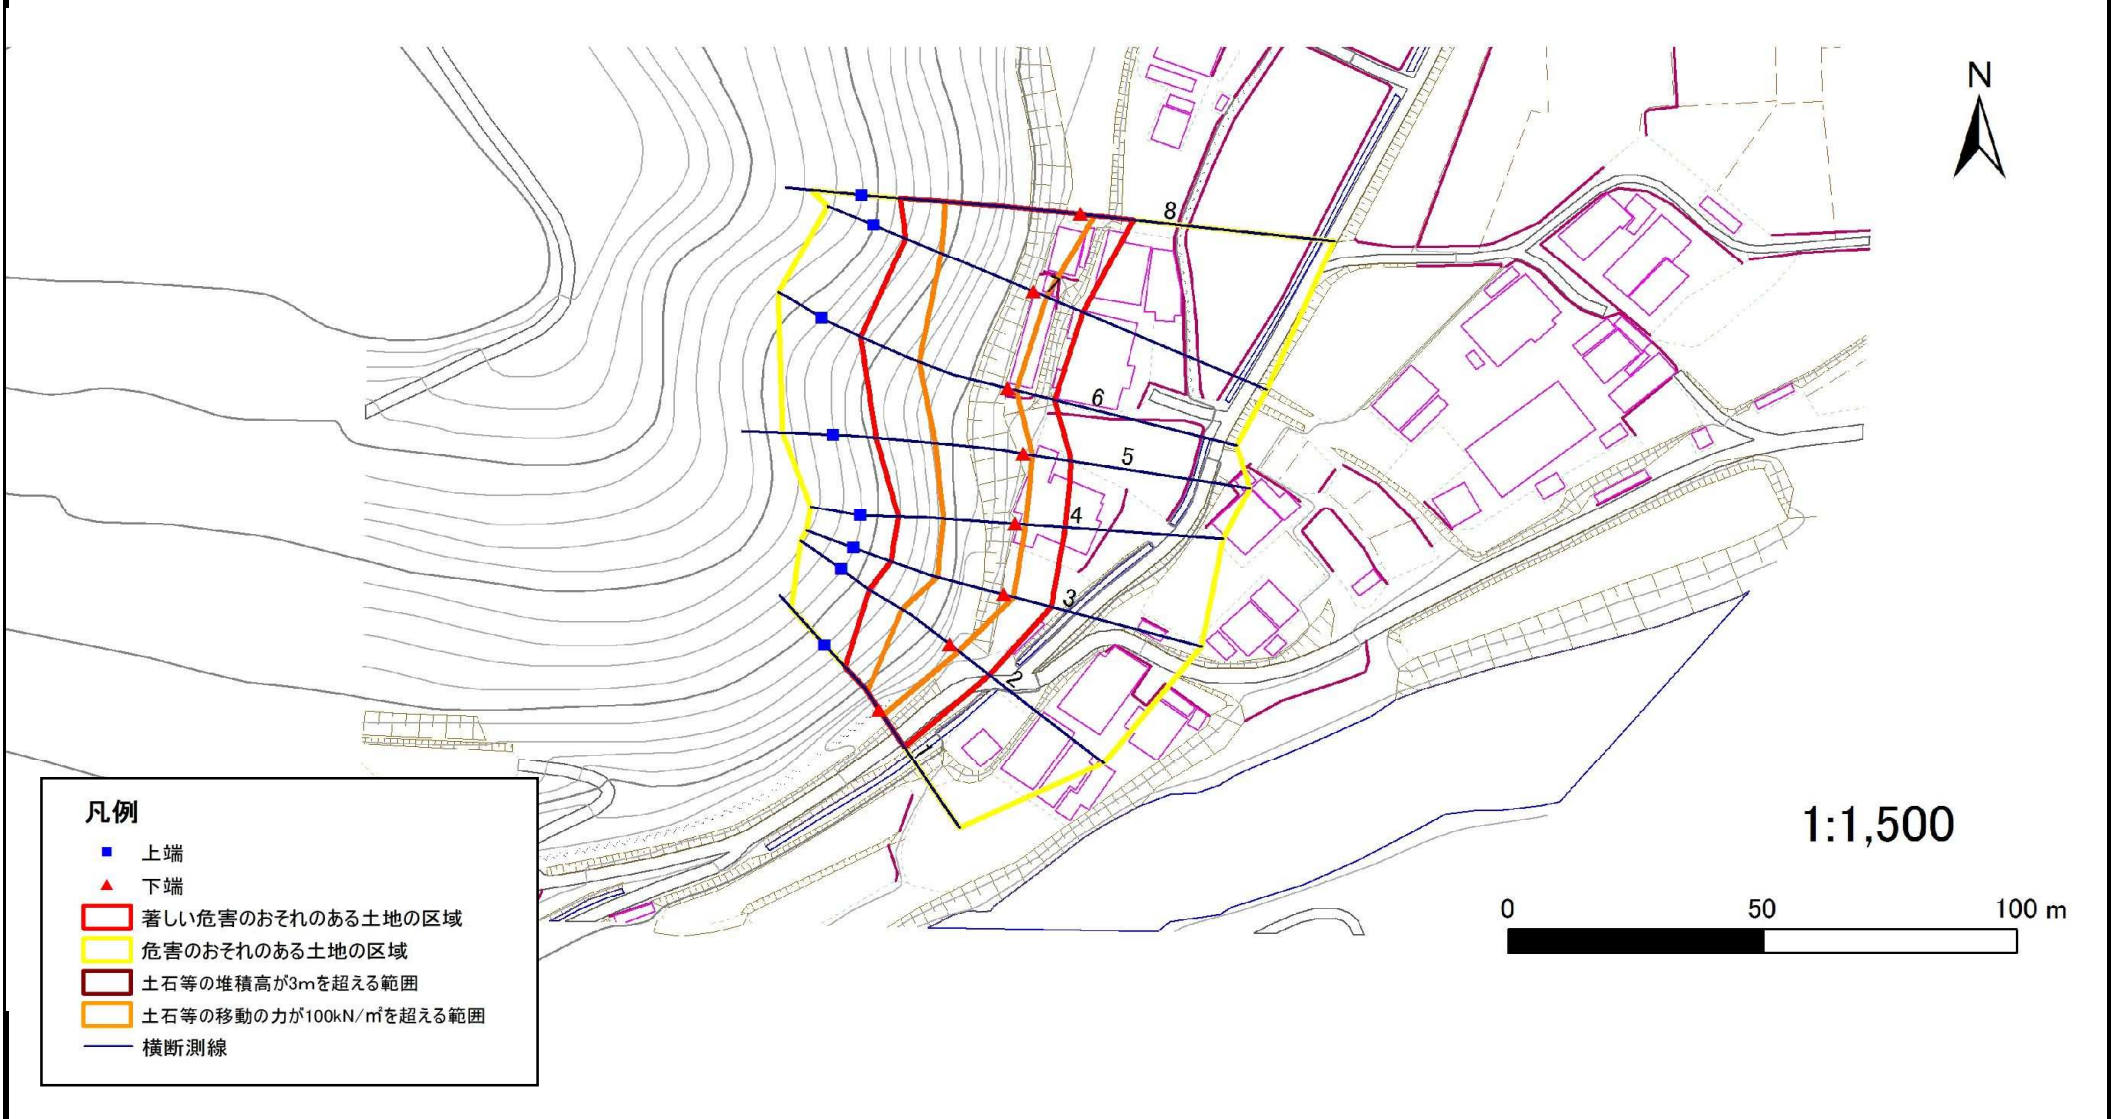 N
8
7
6
5
4
3
2
1
凡例
上端
下端
著しい危害のおそれのある土地の区域
危害のおそれのある土地の区域
土石等の堆積高が3mを超える範囲
土石等の移動の力が100kN/㎡を超える範囲
横断測線
1:1,500
0 50 100 m